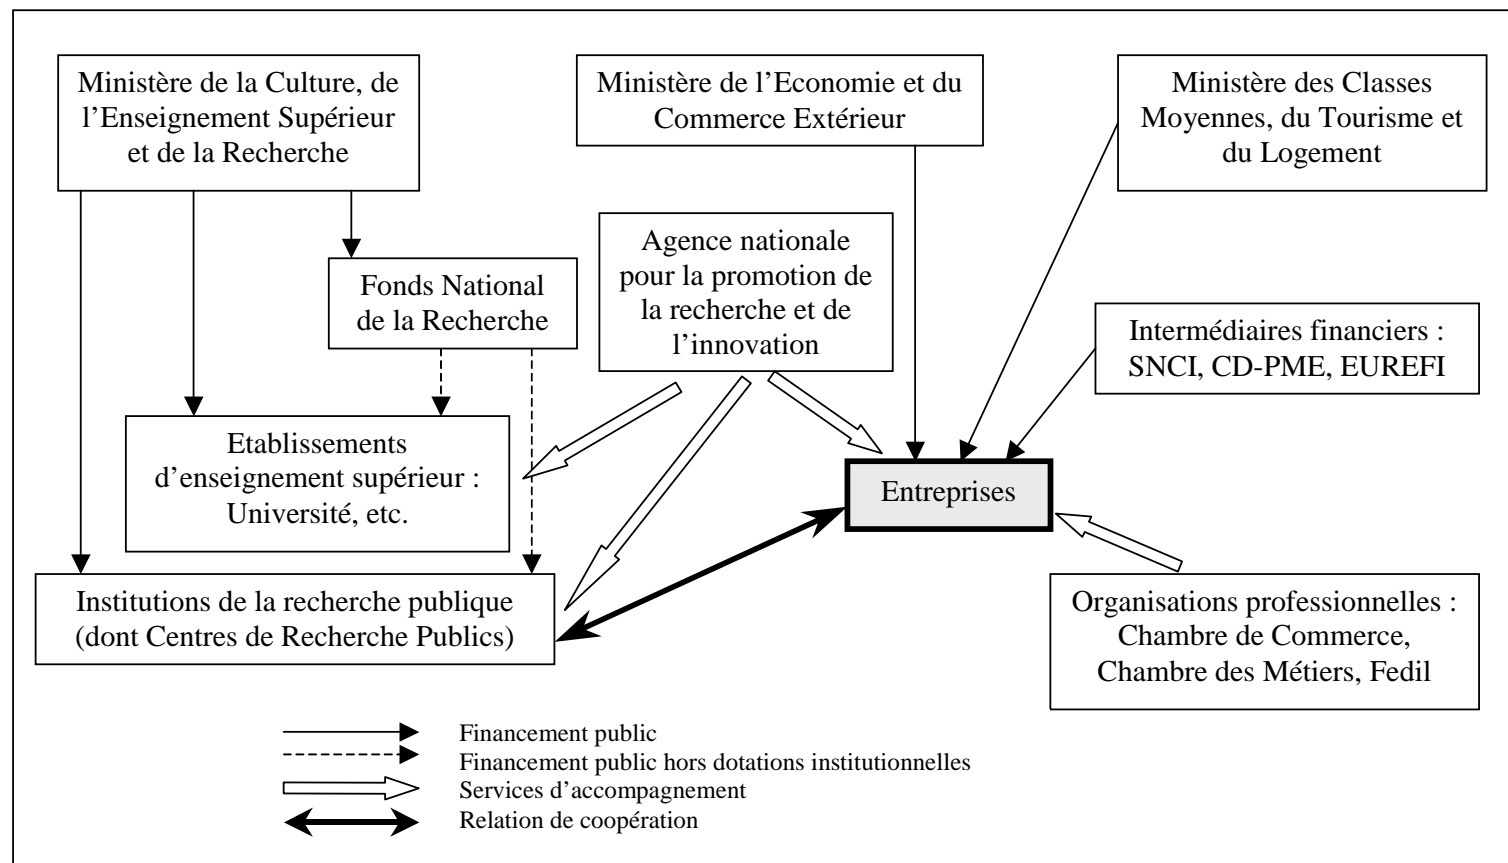 Ministère de la Culture, de
l’Enseignement Supérieur
et de la Recherche
Ministère de l’Economie et du
Commerce Extérieur
Ministère des Classes
Moyennes, du Tourisme et
du Logement
Agence nationale
pour la promotion de
la recherche et de
l’innovation
Fonds National
de la Recherche
Intermédiaires financiers :
SNCI, CD-PME, EUREFI
Etablissements
d’enseignement supérieur :
Université, etc.
Entreprises
Institutions de la recherche publique
(dont Centres de Recherche Publics)
Organisations professionnelles :
Chambre de Commerce,
Chambre des Métiers, Fedil
Financement public
Financement public hors dotations institutionnelles
Services d’accompagnement
Relation de coopération